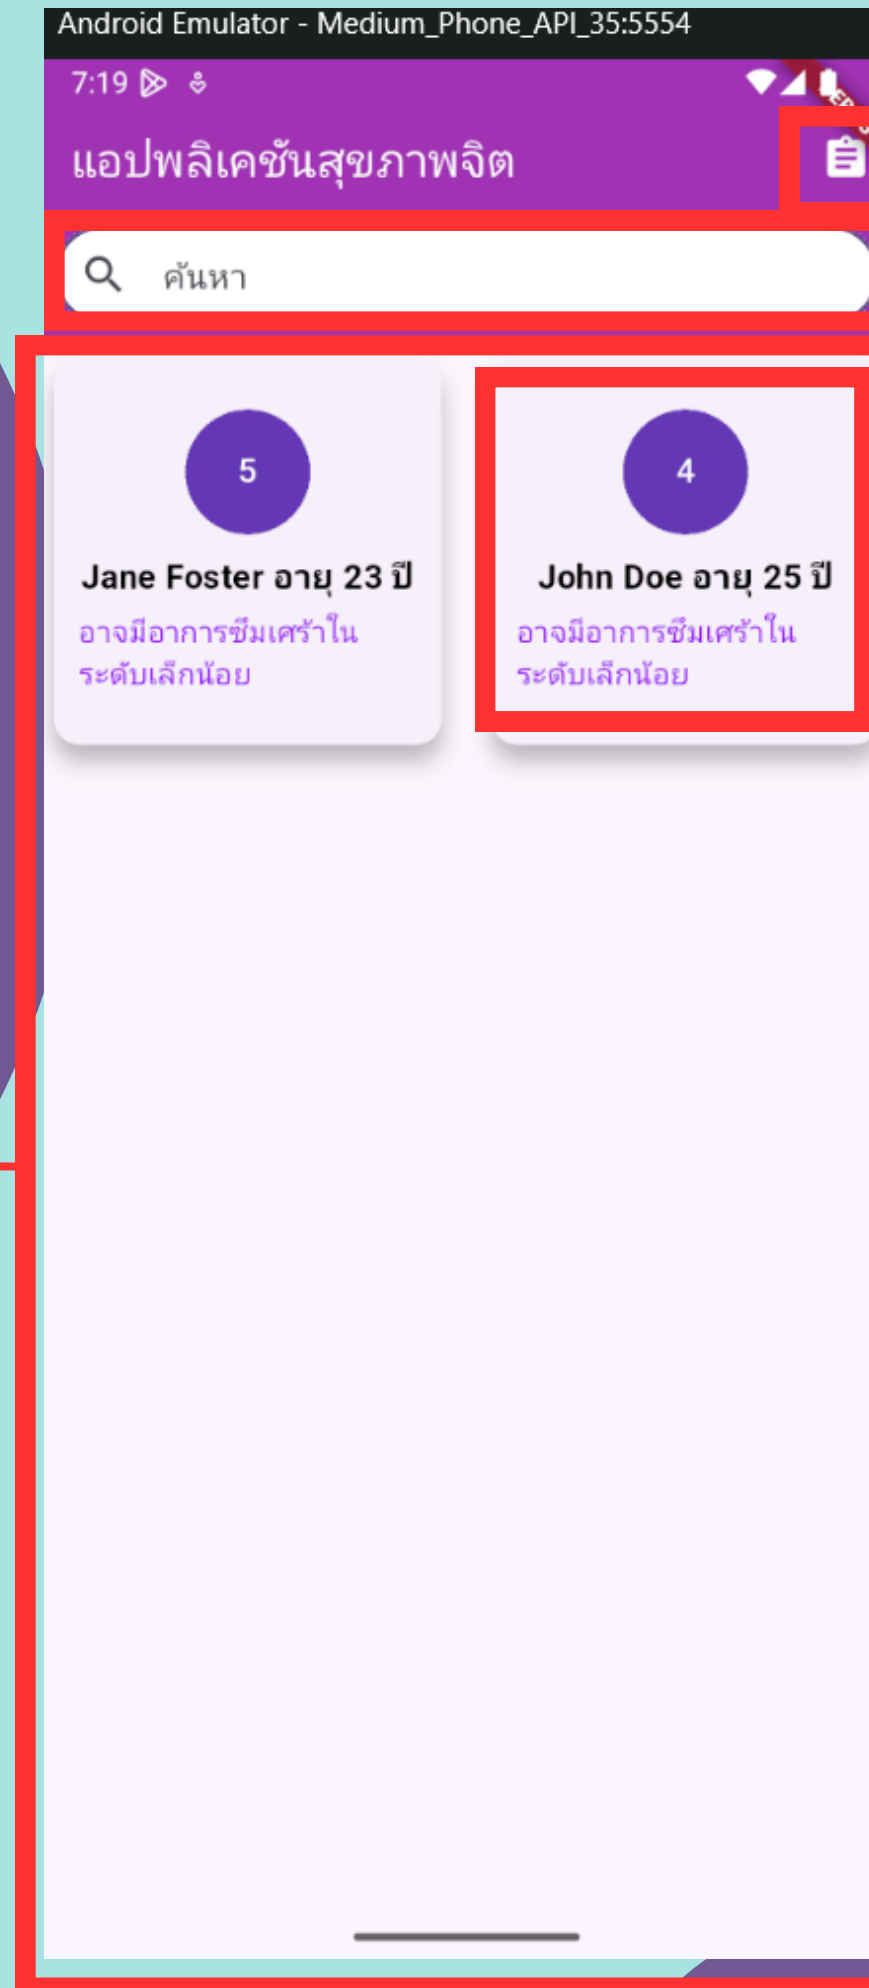 Android Emulator - Medium_Phone_API_35:5554
7:19
แอปพลิเคชันสุขภาพจิต
ค้นหา
5
Jane Foster อายุ 23 ปี
อาจมีอาการซึมเศร้าใน
ระดับเล็กน้อย
4
John Doe อายุ 25 ปี
อาจมีอาการซึมเศร้าใน
ระดับเล็กน้อย